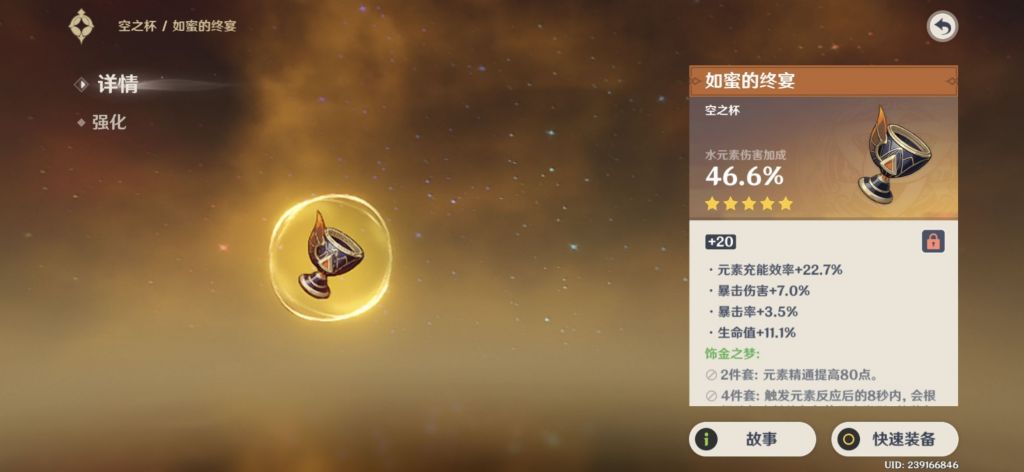 空之杯 / 如蜜的终宴
详情
强化
如蜜的终宴
空之杯
水元素伤害加成
46.6%
+20
·元素充能效率+22.7%
·暴击伤害+7.0%
·暴击率+3.5%
·生命值+11.1%
饰金之梦:
2件套: 元素精通提高80点。
4件套: 触发元素反应后的8秒内, 会根
故事
快速装备
UID: 239166846